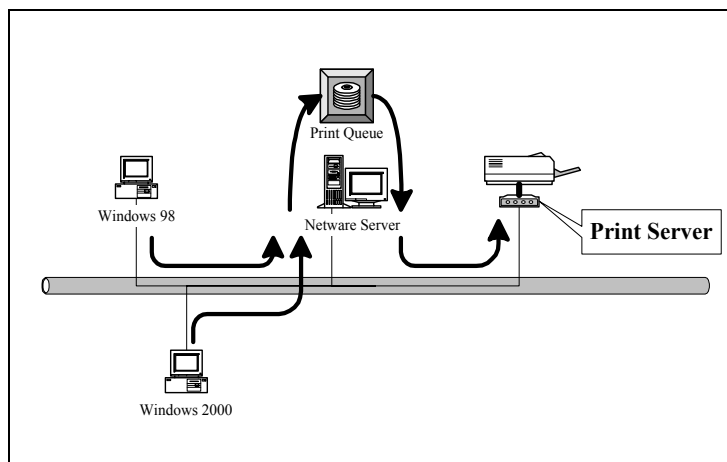 Print Queue
Windows 98
Netware Server
Print Server
Windows 2000